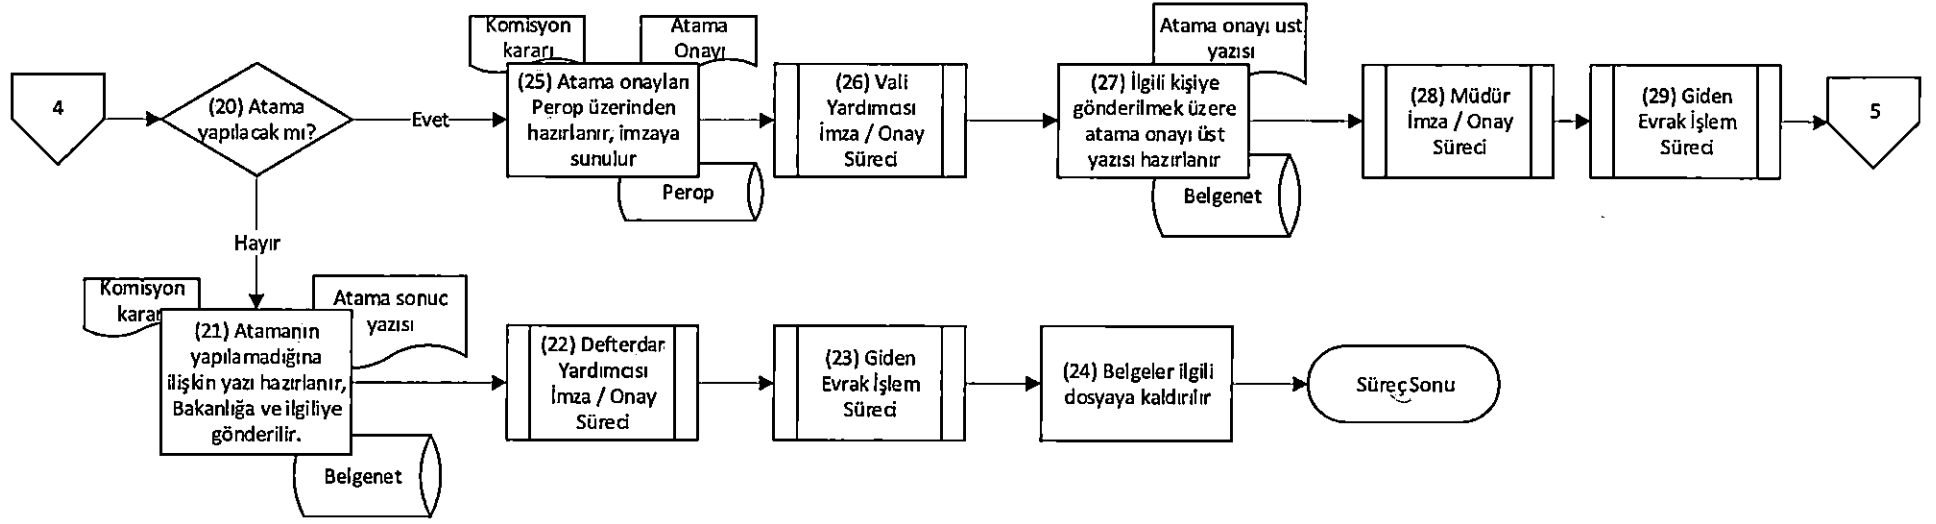 4
(20) Atama
yapılacak mı?
Evet
Komisyon
kararı
Atama
Onayı
(25) Atama onayları
Perop üzerinden
hazırlanır, imzaya
sunulur
Perop
(26) Vali
Yardımcısı
İmza / Onay
Süreci
Atama onayı ust
yazısı
(27) İlgili kişiye
gönderilmek üzere
atama onayı üst
yazısı hazırlanır
Belgenet
(28) Müdür
İmza / Onay
Süreci
(29) Giden
Evrak İşlem
Süreci
5
Hayır
Komisyon
karar
Atama sonuc
yazısı
(21) Atamanın
yapılamadığına
ilişkin yazı hazırlanır,
Bakanlığa ve ilgiliye
gönderilir.
Belgenet
(22) Defterdar
Yardımcısı
İmza / Onay
Süreci
(23) Giden
Evrak İşlem
Süreci
(24) Belgeler ilgili
dosyaya kaldırılır
Süreç Sonu